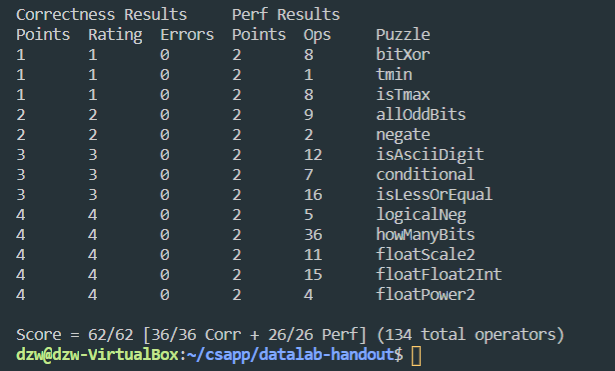 Correctness Results     Perf Results
Points  Rating  Errors  Points  Ops     Puzzle
1       1       0       2       8       bitXor
1       1       0       2       1       tmin
1       1       0       2       8       isTmax
2       2       0       2       9       allOddBits
2       2       0       2       2       negate
3       3       0       2       12      isAsciiDigit
3       3       0       2       7       conditional
3       3       0       2       16      isLessOrEqual
4       4       0       2       5       logicalNeg
4       4       0       2       36      howManyBits
4       4       0       2       11      floatScale2
4       4       0       2       15      floatFloat2Int
4       4       0       2       4       floatPower2
Score = 62/62 [36/36 Corr + 26/26 Perf] (134 total operators)
dzw@dzw-VirtualBox:~/csapp/datalab-handout$